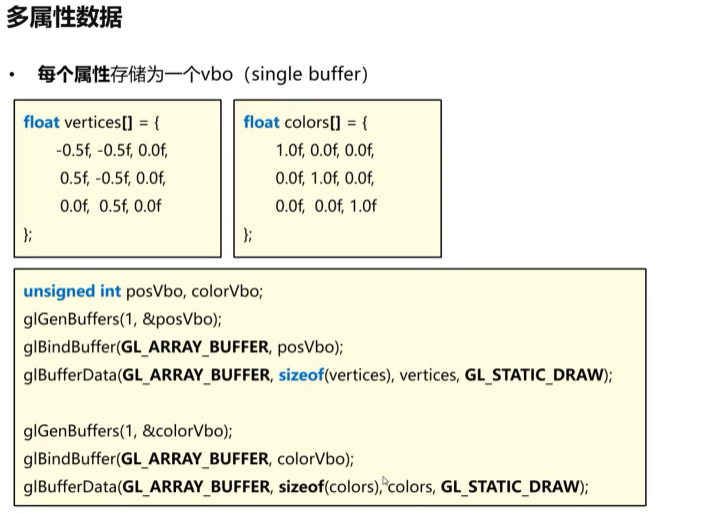 多属性数据
• 每个属性存储为一个vbo（single buffer）
float vertices[] = {
-0.5f, -0.5f, 0.0f,
0.5f, -0.5f, 0.0f,
0.0f, 0.5f, 0.0f
};
float colors[] = {
1.0f, 0.0f, 0.0f,
0.0f, 1.0f, 0.0f,
0.0f, 0.0f, 1.0f
};
unsigned int posVbo, colorVbo;
glGenBuffers(1, &posVbo);
glBindBuffer(GL_ARRAY_BUFFER, posVbo);
glBufferData(GL_ARRAY_BUFFER, sizeof(vertices), vertices, GL_STATIC_DRAW);
glGenBuffers(1, &colorVbo);
glBindBuffer(GL_ARRAY_BUFFER, colorVbo);
glBufferData(GL_ARRAY_BUFFER, sizeof(colors), colors, GL_STATIC_DRAW);